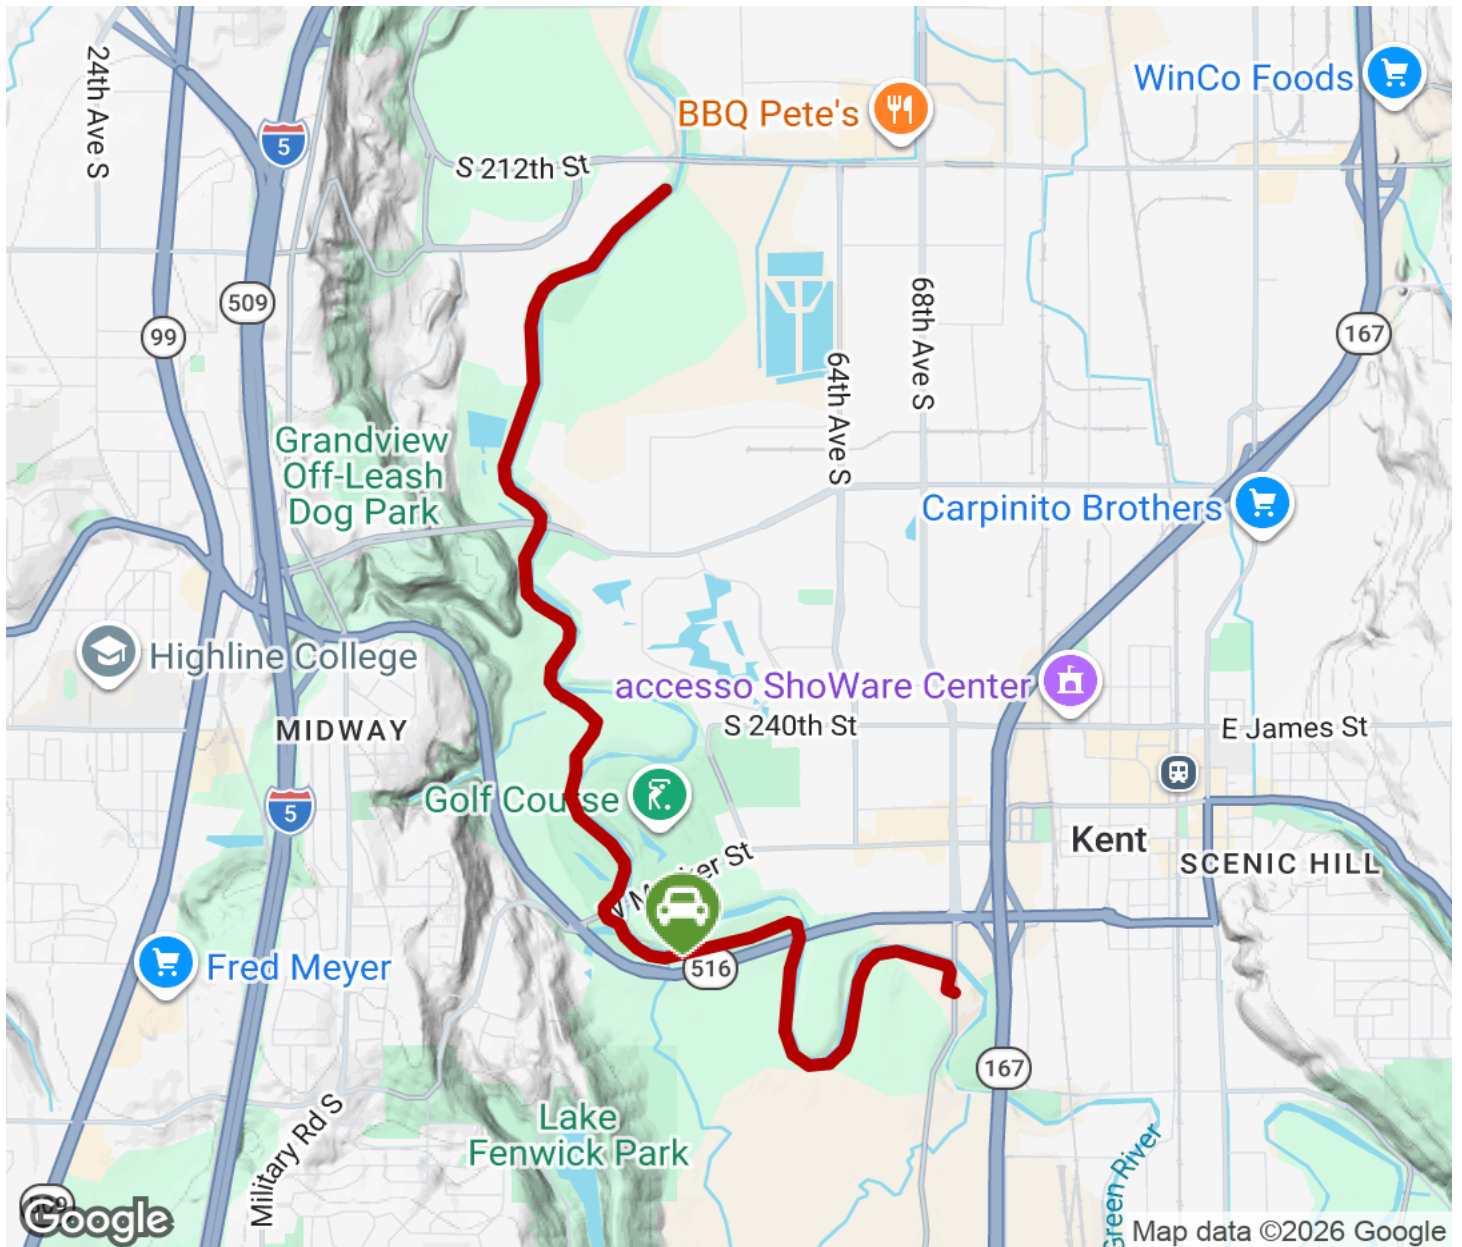 24th Ave S
WinCo Foods
BBQ Pete's
5
S 212th St
509
99
68th Ave S
167
64th Ave S
Grandview
Off-Leash
Dog Park
Carpinito Brothers
Highline College
accesso ShoWare Center
S 240th St
E James St
MIDWAY
Golf Course
5
Kent
SCENIC HILL
516
Fred Meyer
167
Military Rd S
Lake
Fenwick Park
Green River
Google
Map data ©2026 Google